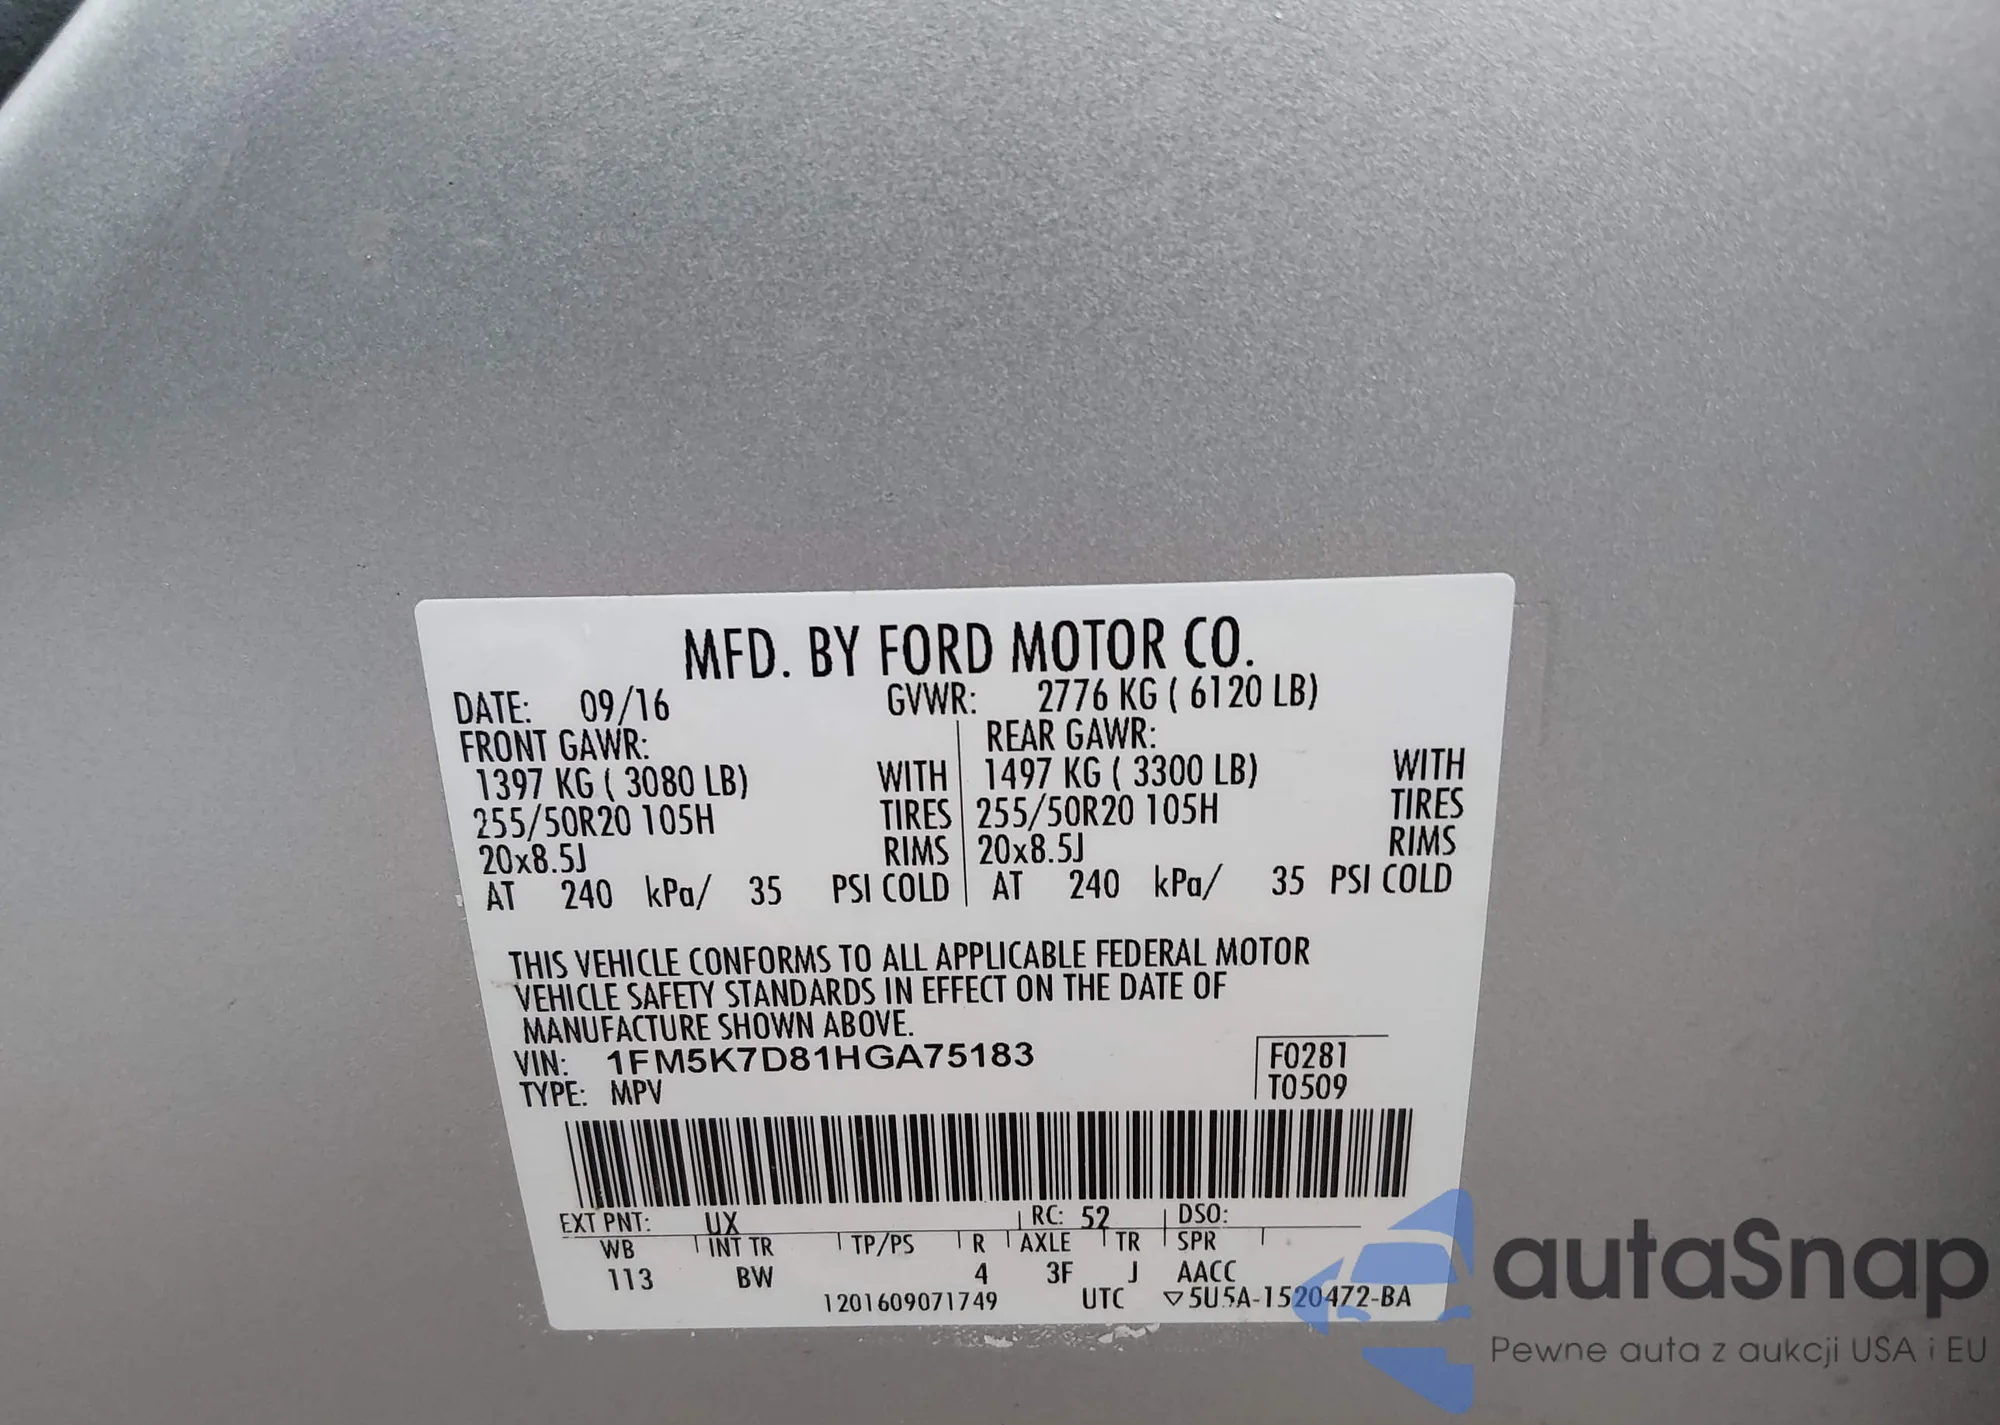 MFD. BY FORD MOTOR CO.
DATE: 09/16 GVWR: 2776 KG ( 6120 LB)
FRONT GAWR: REAR GAWR:
1397 KG ( 3080 LB) WITH 1497 KG ( 3300 LB) WITH
255/50R20 105H TIRES 255/50R20 105H TIRES
20x8.5J RIMS 20x8.5J RIMS
AT 240 kPa/ 35 PSI COLD AT 240 kPa/ 35 PSI COLD
THIS VEHICLE CONFORMS TO ALL APPLICABLE FEDERAL MOTOR
VEHICLE SAFETY STANDARDS IN EFFECT ON THE DATE OF
MANUFACTURE SHOWN ABOVE.
VIN: 1FM5K7D81HGA75183 F0281
TYPE: MPV T0509
EXT PNT: UX RC: 52 DSO:
WB INT TR TP/PS R AXLE TR SPR
113 BW 4 3F J AACC
1201609071749 UTC ▽5U5A-1520472-BA
autaSnap
Pewne auta z aukcji USA i EU